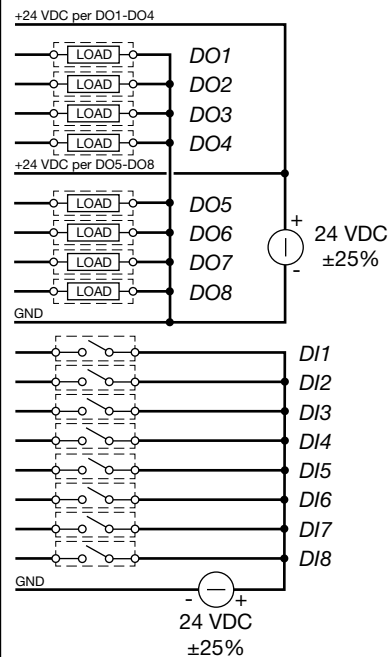 +24 VDC per DO1-DO4
LOAD DO1
LOAD DO2
LOAD DO3
LOAD DO4
+24 VDC per DO5-DO8
LOAD DO5
LOAD DO6
LOAD DO7
LOAD DO8
+
24 VDC
±25%
-
GND
DI1
DI2
DI3
DI4
DI5
DI6
DI7
DI8
GND
- +
24 VDC
±25%